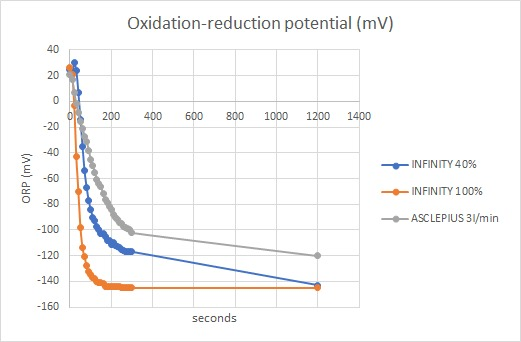 Oxidation-reduction potential (mV)
40
20
0
-20
-40
-60
-80
-100
-120
-140
-160
0 200 400 600 800 1000 1200 1400
ORP (mV)
seconds
INFINITY 40%
INFINITY 100%
ASCLEPIUS 3l/min